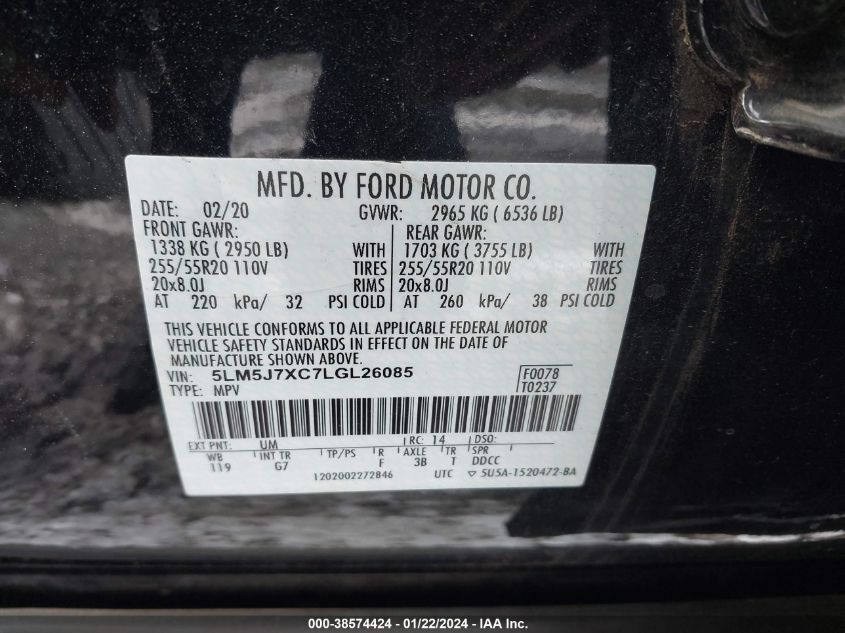 MFD. BY FORD MOTOR CO.
DATE: 02/20 GVWR: 2965 KG ( 6536 LB)
FRONT GAWR: REAR GAWR:
1338 KG ( 2950 LB) WITH 1703 KG ( 3755 LB) WITH
255/55R20 110V TIRES 255/55R20 110V TIRES
20x8.0J RIMS 20x8.0J RIMS
AT 220 kPa/ 32 PSI COLD AT 260 kPa/ 38 PSI COLD
THIS VEHICLE CONFORMS TO ALL APPLICABLE FEDERAL MOTOR
VEHICLE SAFETY STANDARDS IN EFFECT ON THE DATE OF
MANUFACTURE SHOWN ABOVE.
VIN: 5LM5J7XC7LGL26085 F0078
TYPE: MPV T0237
EXT PNT: UM RC: 14 DSO:
WB INT TR TP/PS R AXLE TR SPR
119 G7 F 3B T DDCC
1202002272846 UTC ▽ 5U5A-1520472-BA
000-38574424 - 01/22/2024 - IAA Inc.